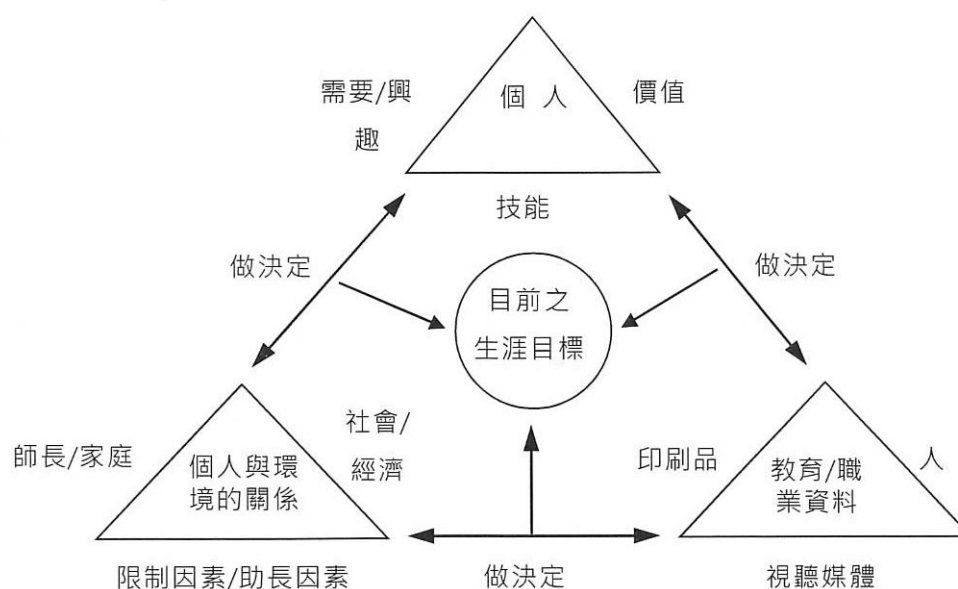 需要/興
趣
個 人
價值
技能
做決定
做決定
目前之
生涯目標
師長/家庭
個人與環
境的關係
社會/
經濟
印刷品
教育/職
業資料
人
限制因素/助長因素
做決定
視聽媒體